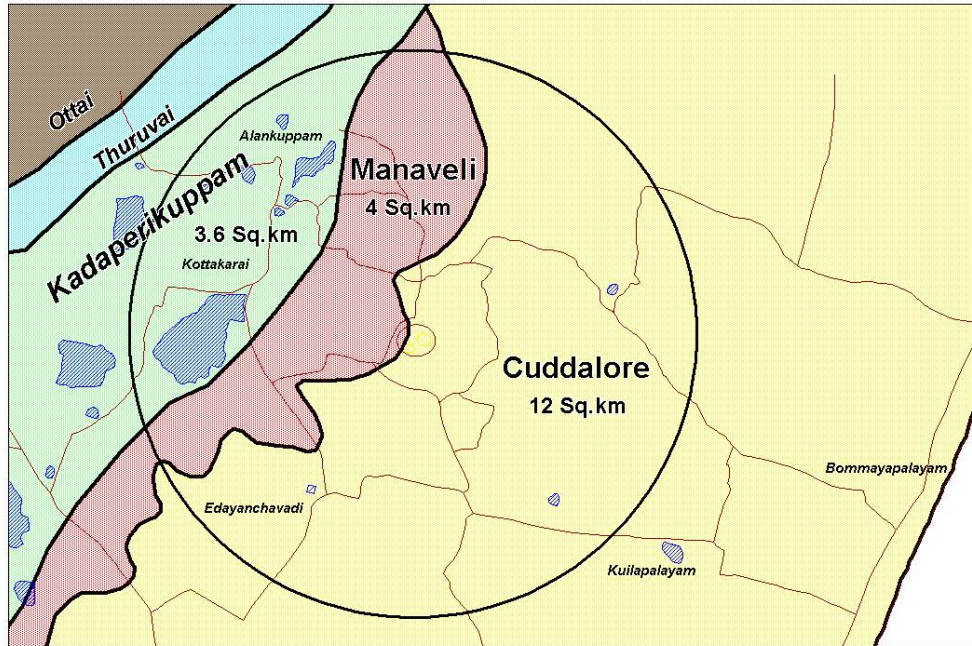 Ottai
Thuruvai
Alankuppam
Manaveli
4 Sq.km
Kadaperikuppam
3.6 Sq.km
Kottakarai
Cuddalore
12 Sq.km
Bommayapalayam
Edayanchavadi
Kuilapalayam